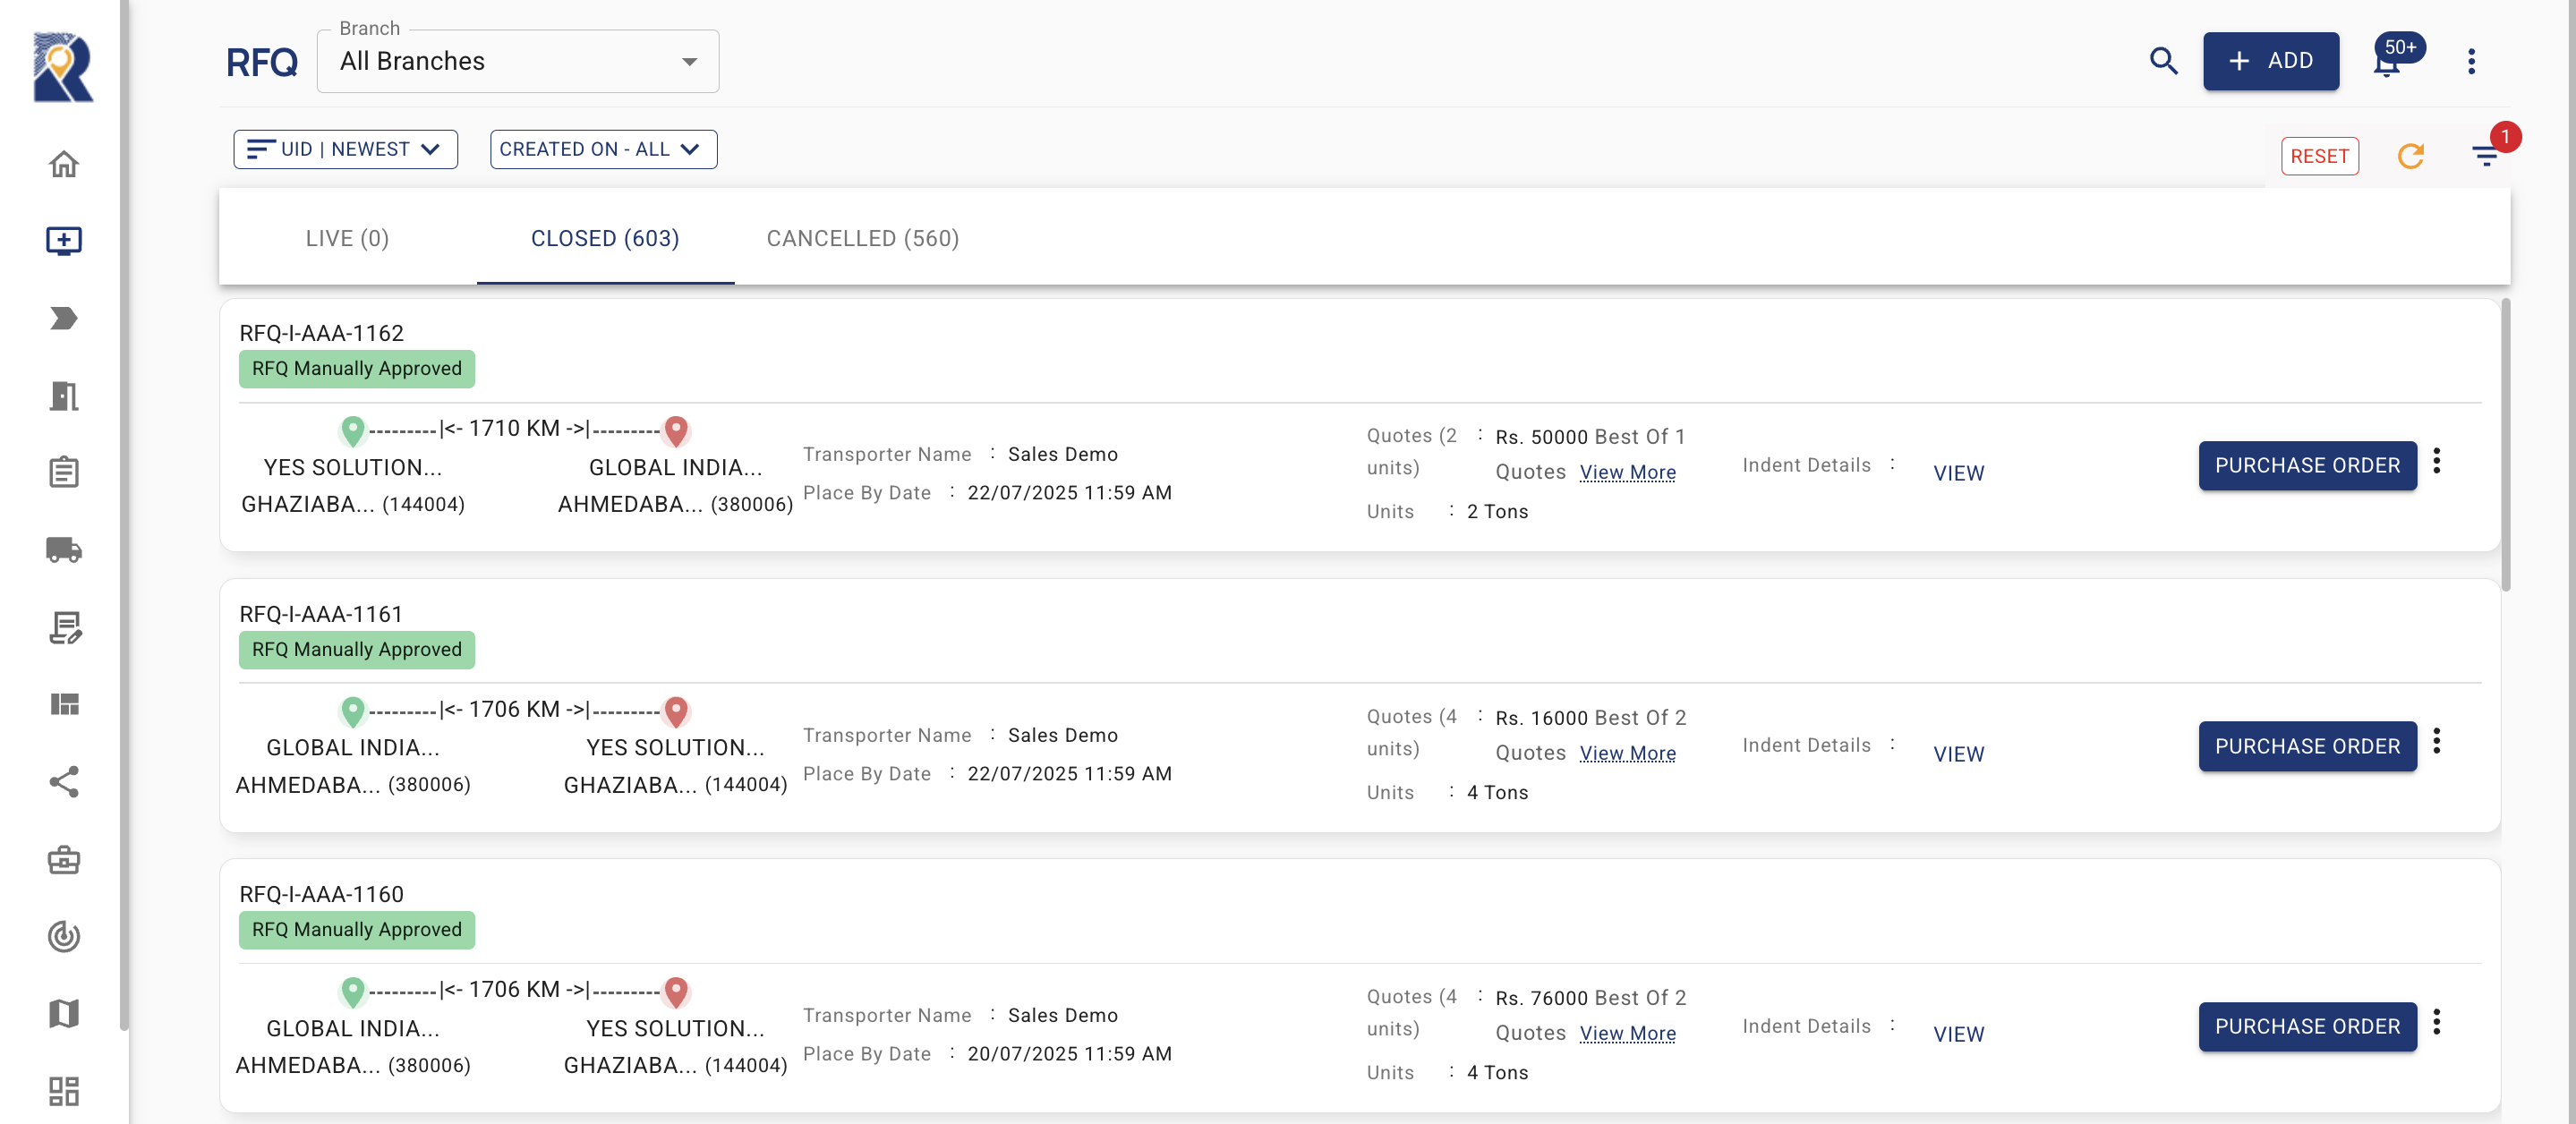 Branch
RFQ
All Branches
+ ADD
50+
UID | NEWEST
CREATED ON - ALL
RESET
1
LIVE (0)
CLOSED (603)
CANCELLED (560)
RFQ-I-AAA-1162
RFQ Manually Approved
---------|<- 1710 KM ->|---------
YES SOLUTION...
GLOBAL INDIA...
GHAZIABA... (144004)
AHMEDABA... (380006)
Transporter Name : Sales Demo
Place By Date : 22/07/2025 11:59 AM
Quotes (2 units) : Rs. 50000 Best Of 1
Quotes View More
Units : 2 Tons
Indent Details : VIEW
PURCHASE ORDER
RFQ-I-AAA-1161
RFQ Manually Approved
---------|<- 1706 KM ->|---------
GLOBAL INDIA...
YES SOLUTION...
AHMEDABA... (380006)
GHAZIABA... (144004)
Transporter Name : Sales Demo
Place By Date : 22/07/2025 11:59 AM
Quotes (4 units) : Rs. 16000 Best Of 2
Quotes View More
Units : 4 Tons
Indent Details : VIEW
PURCHASE ORDER
RFQ-I-AAA-1160
RFQ Manually Approved
---------|<- 1706 KM ->|---------
GLOBAL INDIA...
YES SOLUTION...
AHMEDABA... (380006)
GHAZIABA... (144004)
Transporter Name : Sales Demo
Place By Date : 20/07/2025 11:59 AM
Quotes (4 units) : Rs. 76000 Best Of 2
Quotes View More
Units : 4 Tons
Indent Details : VIEW
PURCHASE ORDER